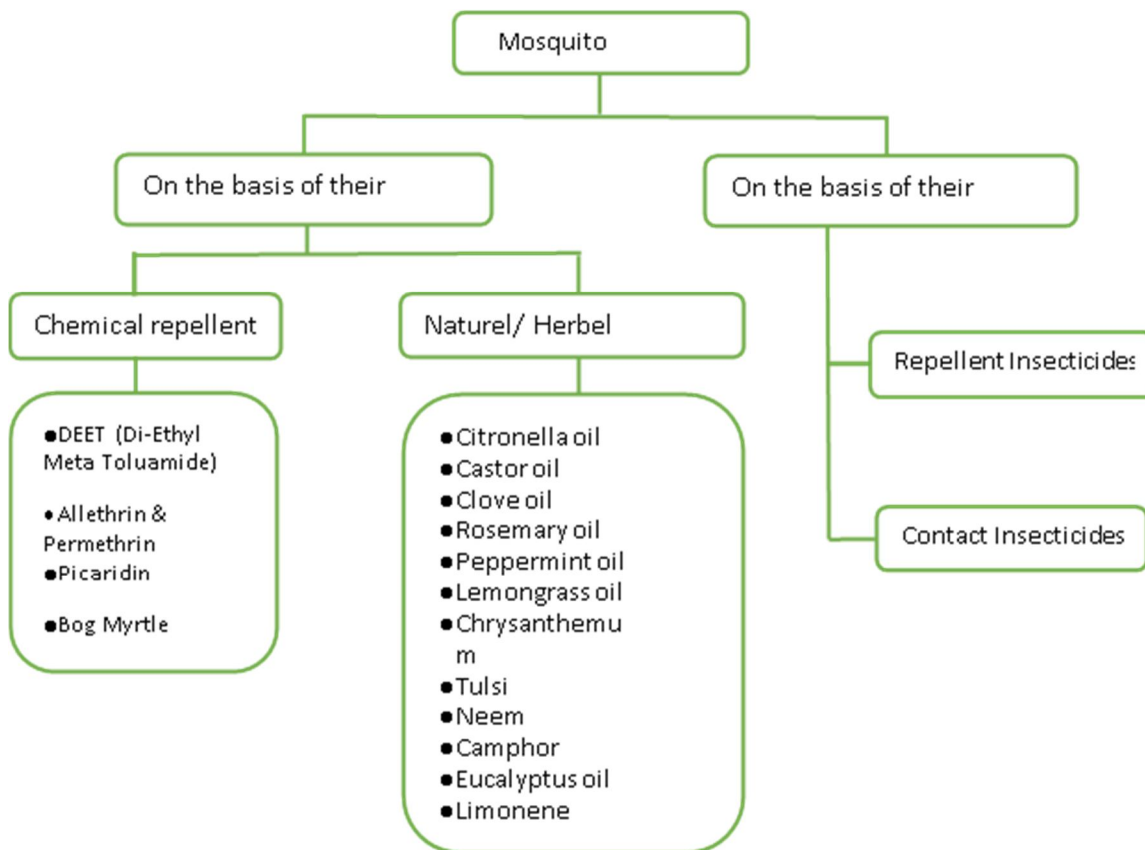 Mosquito
On the basis of their
On the basis of their
Chemical repellent
Naturel/ Herbel
Repellent Insecticides
Contact Insecticides
●DEET (Di-Ethyl
Meta Toluamide)
●Allethrin &
Permethrin
●Picaridin
●Bog Myrtle
●Citronella oil
●Castor oil
●Clove oil
●Rosemary oil
●Peppermint oil
●Lemongrass oil
●Chrysanthemu
m
●Tulsi
●Neem
●Camphor
●Eucalyptus oil
●Limonene